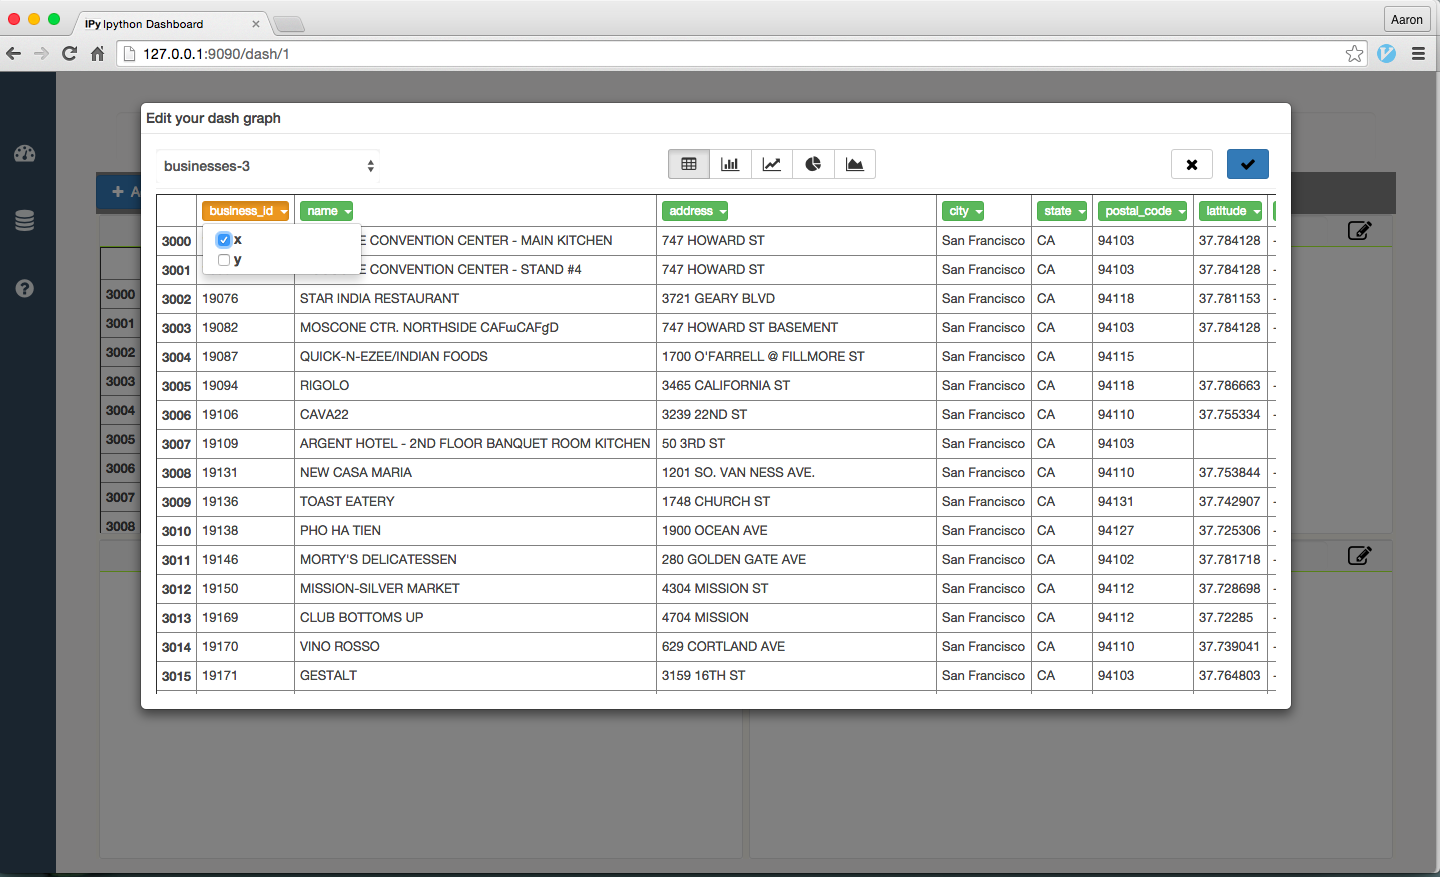 IPy Ipython Dashboard
Aaron
127.0.0.1:9090/dash/1
Edit your dash graph
businesses-3
business_id name address city state postal_code latitude
x
y
3000 E CONVENTION CENTER - MAIN KITCHEN 747 HOWARD ST San Francisco CA 94103 37.784128 -
3001 E CONVENTION CENTER - STAND #4 747 HOWARD ST San Francisco CA 94103 37.784128 -
3002 19076 STAR INDIA RESTAURANT 3721 GEARY BLVD San Francisco CA 94118 37.781153 -
3003 19082 MOSCONE CTR. NORTHSIDE CAFɯCAFɠD 747 HOWARD ST BASEMENT San Francisco CA 94103 37.784128 -
3004 19087 QUICK-N-EZEE/INDIAN FOODS 1700 O'FARRELL @ FILLMORE ST San Francisco CA 94115
3005 19094 RIGOLO 3465 CALIFORNIA ST San Francisco CA 94118 37.786663 -
3006 19106 CAVA22 3239 22ND ST San Francisco CA 94110 37.755334 -
3007 19109 ARGENT HOTEL - 2ND FLOOR BANQUET ROOM KITCHEN 50 3RD ST San Francisco CA 94103
3008 19131 NEW CASA MARIA 1201 SO. VAN NESS AVE. San Francisco CA 94110 37.753844 -
3009 19136 TOAST EATERY 1748 CHURCH ST San Francisco CA 94131 37.742907 -
3010 19138 PHO HA TIEN 1900 OCEAN AVE San Francisco CA 94127 37.725306 -
3011 19146 MORTY'S DELICATESSEN 280 GOLDEN GATE AVE San Francisco CA 94102 37.781718 -
3012 19150 MISSION-SILVER MARKET 4304 MISSION ST San Francisco CA 94112 37.728698 -
3013 19169 CLUB BOTTOMS UP 4704 MISSION San Francisco CA 94112 37.72285 -
3014 19170 VINO ROSSO 629 CORTLAND AVE San Francisco CA 94110 37.739041 -
3015 19171 GESTALT 3159 16TH ST San Francisco CA 94103 37.764803 -
3000
3001
3002
3003
3004
3005
3006
3007
3008